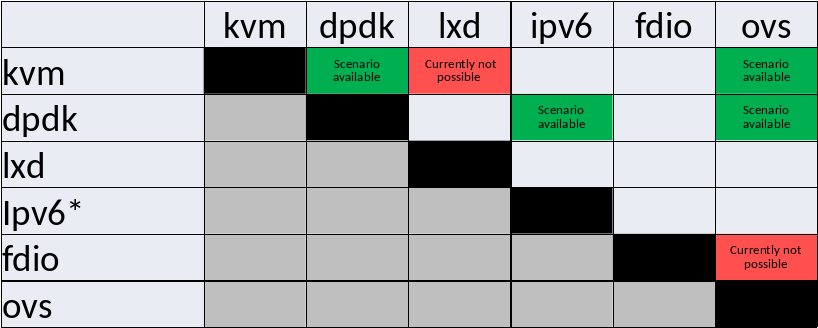 kvm dpdk lxd ipv6 fdio ovs
kvm Scenario available Currently not possible Scenario available
dpdk Scenario available Scenario available
lxd
Ipv6*
fdio Currently not possible
ovs